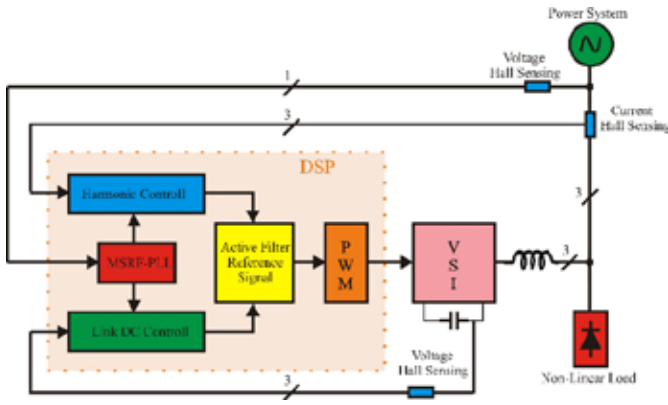 Power System
Voltage
Hall Sensing
1
Current
Hall Sensing
3
DSP
3
Harmonic Controll
MSRF-PLL
Active Filter
Reference
Signal
P
W
M
V
S
I
3
Link DC Controll
Voltage
Hall Sensing
3
Non-Linear Load